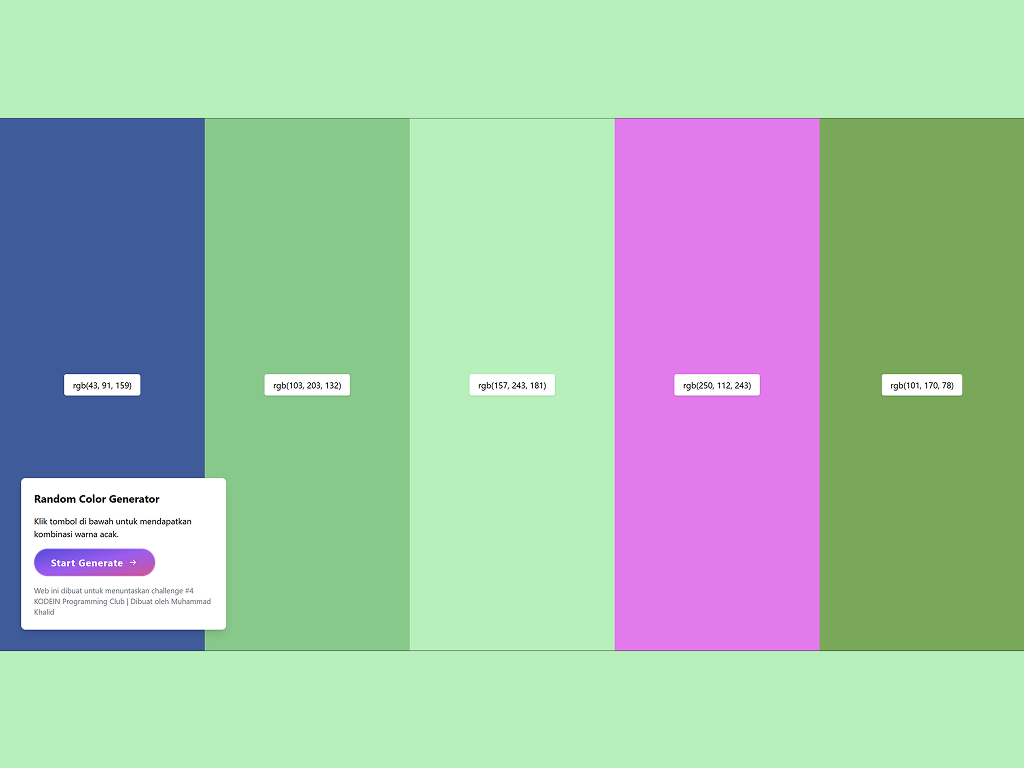 rgb(43, 91, 159)
rgb(103, 203, 132)
rgb(157, 243, 181)
rgb(250, 112, 243)
rgb(101, 170, 78)
Random Color Generator
Klik tombol di bawah untuk mendapatkan
kombinasi warna acak.
Start Generate →
Web ini dibuat untuk menuntaskan challenge #4
KODEIN Programming Club | Dibuat oleh Muhammad
Khalid